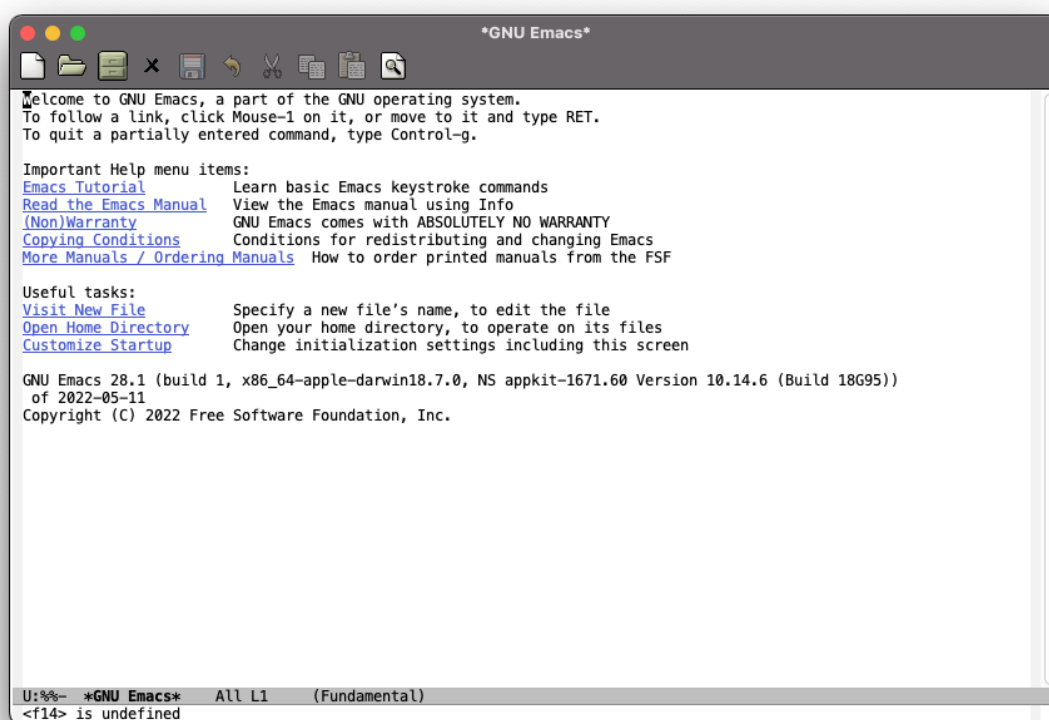 *GNU Emacs*
Welcome to GNU Emacs, a part of the GNU operating system.
To follow a link, click Mouse-1 on it, or move to it and type RET.
To quit a partially entered command, type Control-g.
Important Help menu items:
Emacs Tutorial Learn basic Emacs keystroke commands
Read the Emacs Manual View the Emacs manual using Info
(Non)Warranty GNU Emacs comes with ABSOLUTELY NO WARRANTY
Copying Conditions Conditions for redistributing and changing Emacs
More Manuals / Ordering Manuals How to order printed manuals from the FSF
Useful tasks:
Visit New File Specify a new file's name, to edit the file
Open Home Directory Open your home directory, to operate on its files
Customize Startup Change initialization settings including this screen
GNU Emacs 28.1 (build 1, x86_64-apple-darwin18.7.0, NS appkit-1671.60 Version 10.14.6 (Build 18G95))
of 2022-05-11
Copyright (C) 2022 Free Software Foundation, Inc.
U:%%- *GNU Emacs* All L1 (Fundamental)
<f14> is undefined